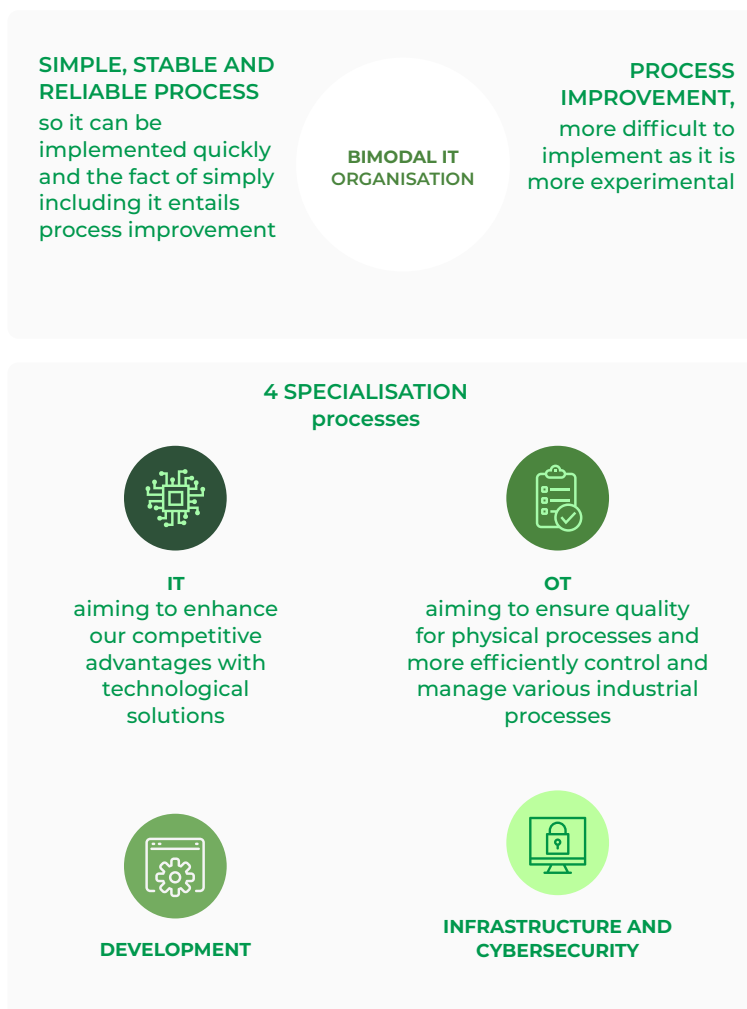 SIMPLE, STABLE AND
RELIABLE PROCESS
so it can be
implemented quickly
and the fact of simply
including it entails
process improvement
BIMODAL IT
ORGANISATION
PROCESS
IMPROVEMENT,
more difficult to
implement as it is
more experimental
4 SPECIALISATION
processes
IT
aiming to enhance
our competitive
advantages with
technological
solutions
OT
aiming to ensure quality
for physical processes and
more efficiently control and
manage various industrial
processes
DEVELOPMENT
INFRASTRUCTURE AND
CYBERSECURITY